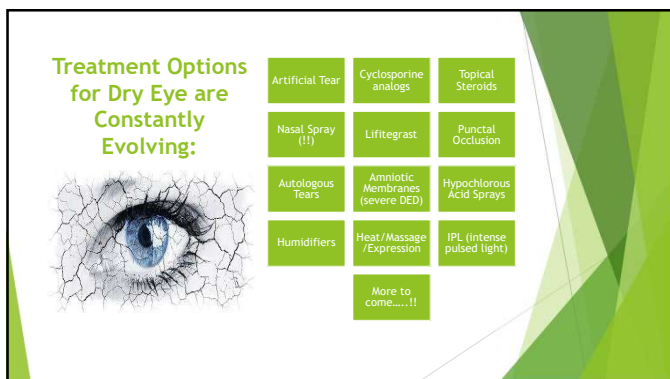 Treatment Options
for Dry Eye are
Constantly
Evolving:
Artificial Tear
Cyclosporine
analogs
Topical
Steroids
Nasal Spray
(!!)
Lifitegrast
Punctal
Occlusion
Autologous
Tears
Amniotic
Membranes
(severe DED)
Hypochlorous
Acid Sprays
Humidifiers
Heat/Massage
/Expression
IPL (intense
pulsed light)
More to
come…..!!